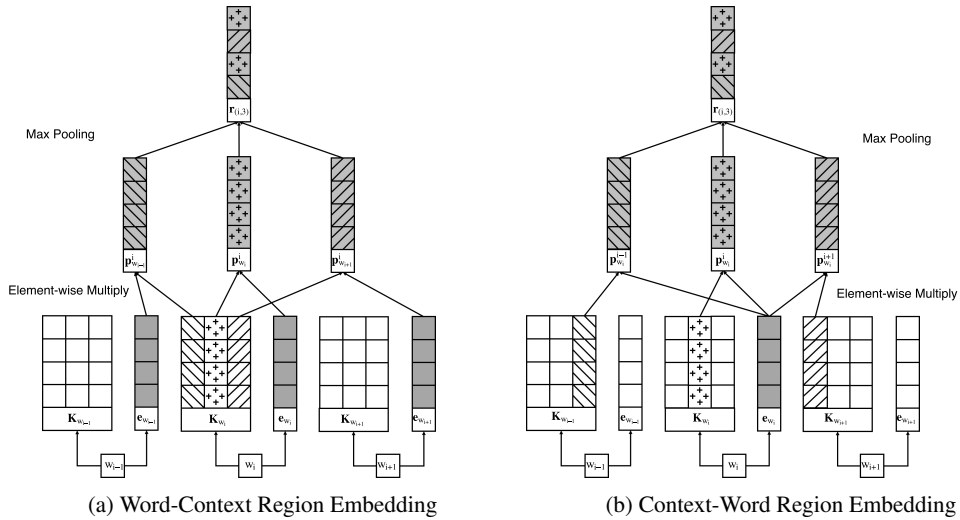 r(i,3)
r(i,3)
Max Pooling
Max Pooling
p^i_{w_{i-1}}
p^i_{w_i}
p^i_{w_{i+1}}
p^{i-1}_{w_i}
p^i_{w_i}
p^{i+1}_{w_i}
Element-wise Multiply
Element-wise Multiply
K_{w_{i-1}} e_{w_{i-1}} K_{w_i} e_{w_i} K_{w_{i+1}} e_{w_{i+1}}
K_{w_{i-1}} e_{w_{i-1}} K_{w_i} e_{w_i} K_{w_{i+1}} e_{w_{i+1}}
w_{i-1} w_i w_{i+1}
w_{i-1} w_i w_{i+1}
(a) Word-Context Region Embedding
(b) Context-Word Region Embedding